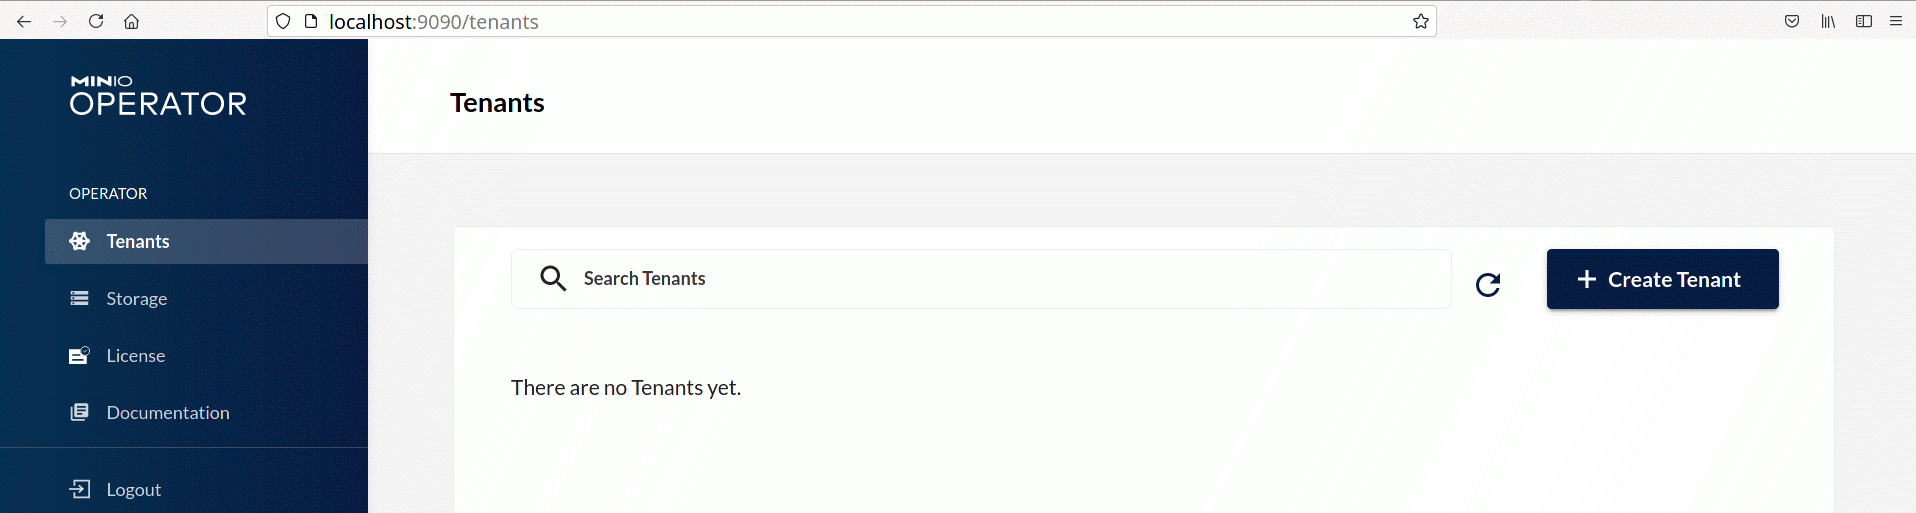 localhost:9090/tenants
MINIO
OPERATOR
OPERATOR
Tenants
Storage
License
Documentation
Logout
Tenants
Search Tenants
Create Tenant
There are no Tenants yet.